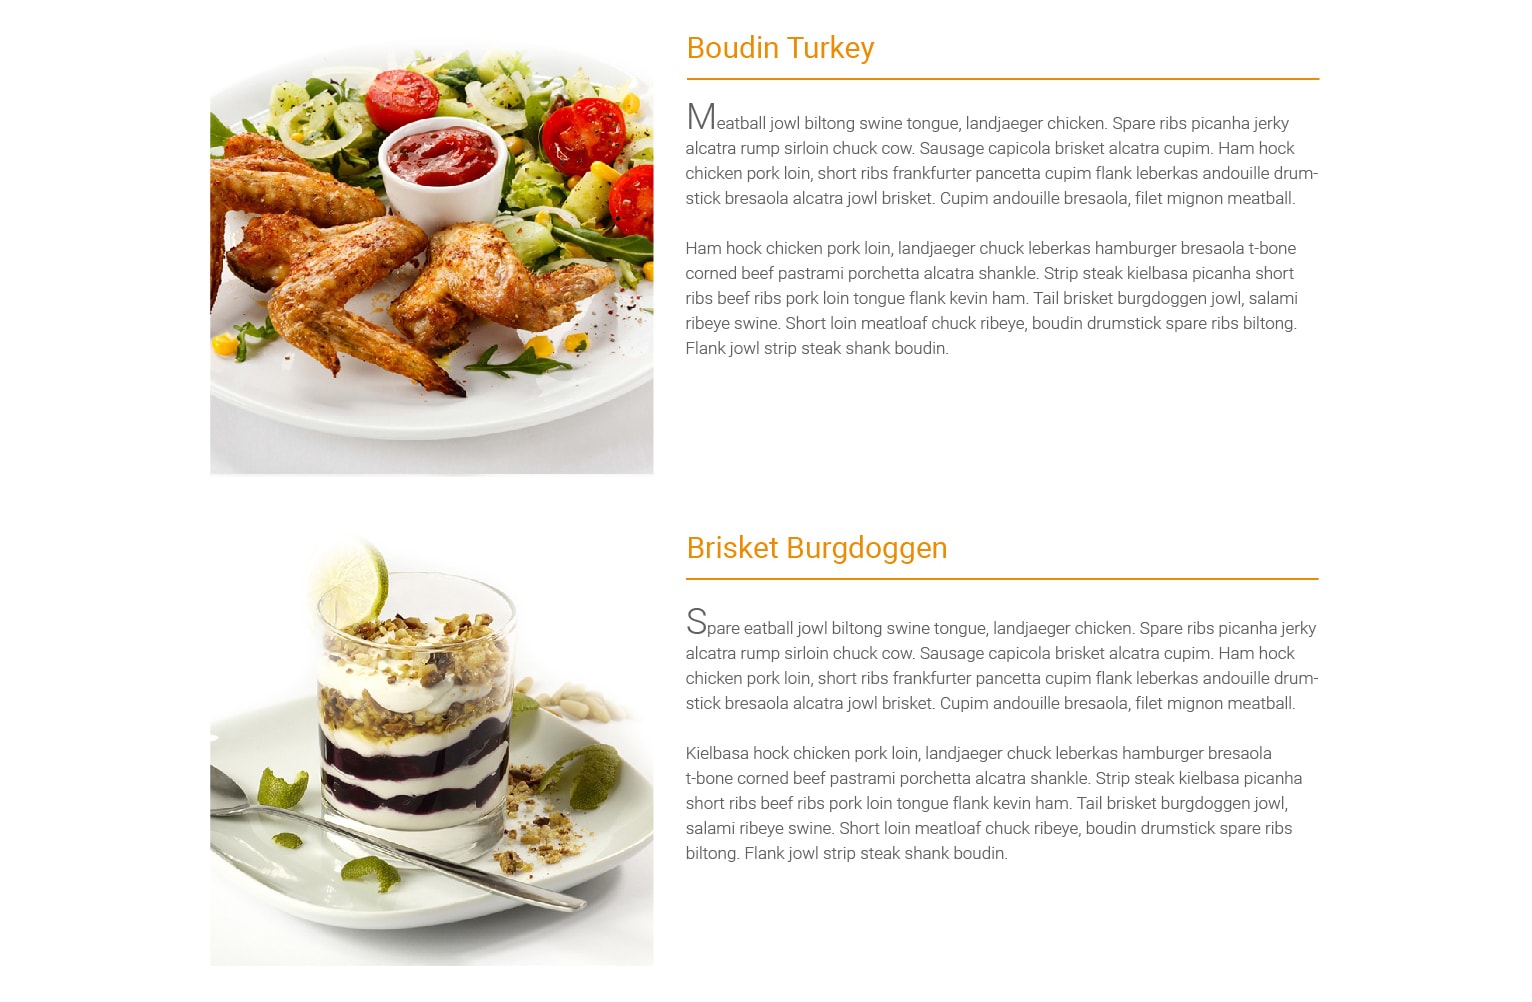 Boudin Turkey
Meatball jowl biltong swine tongue, landjaeger chicken. Spare ribs picanha jerky
alcatra rump sirloin chuck cow. Sausage capicola brisket alcatra cupim. Ham hock
chicken pork loin, short ribs frankfurter pancetta cupim flank leberkas andouille drum-
stick bresaola alcatra jowl brisket. Cupim andouille bresaola, filet mignon meatball.
Ham hock chicken pork loin, landjaeger chuck leberkas hamburger bresaola t-bone
corned beef pastrami porchetta alcatra shankle. Strip steak kielbasa picanha short
ribs beef ribs pork loin tongue flank kevin ham. Tail brisket burgdoggen jowl, salami
ribeye swine. Short loin meatloaf chuck ribeye, boudin drumstick spare ribs biltong.
Flank jowl strip steak shank boudin.
Brisket Burgdoggen
Spare eatball jowl biltong swine tongue, landjaeger chicken. Spare ribs picanha jerky
alcatra rump sirloin chuck cow. Sausage capicola brisket alcatra cupim. Ham hock
chicken pork loin, short ribs frankfurter pancetta cupim flank leberkas andouille drum-
stick bresaola alcatra jowl brisket. Cupim andouille bresaola, filet mignon meatball.
Kielbasa hock chicken pork loin, landjaeger chuck leberkas hamburger bresaola
t-bone corned beef pastrami porchetta alcatra shankle. Strip steak kielbasa picanha
short ribs beef ribs pork loin tongue flank kevin ham. Tail brisket burgdoggen jowl,
salami ribeye swine. Short loin meatloaf chuck ribeye, boudin drumstick spare ribs
biltong. Flank jowl strip steak shank boudin.